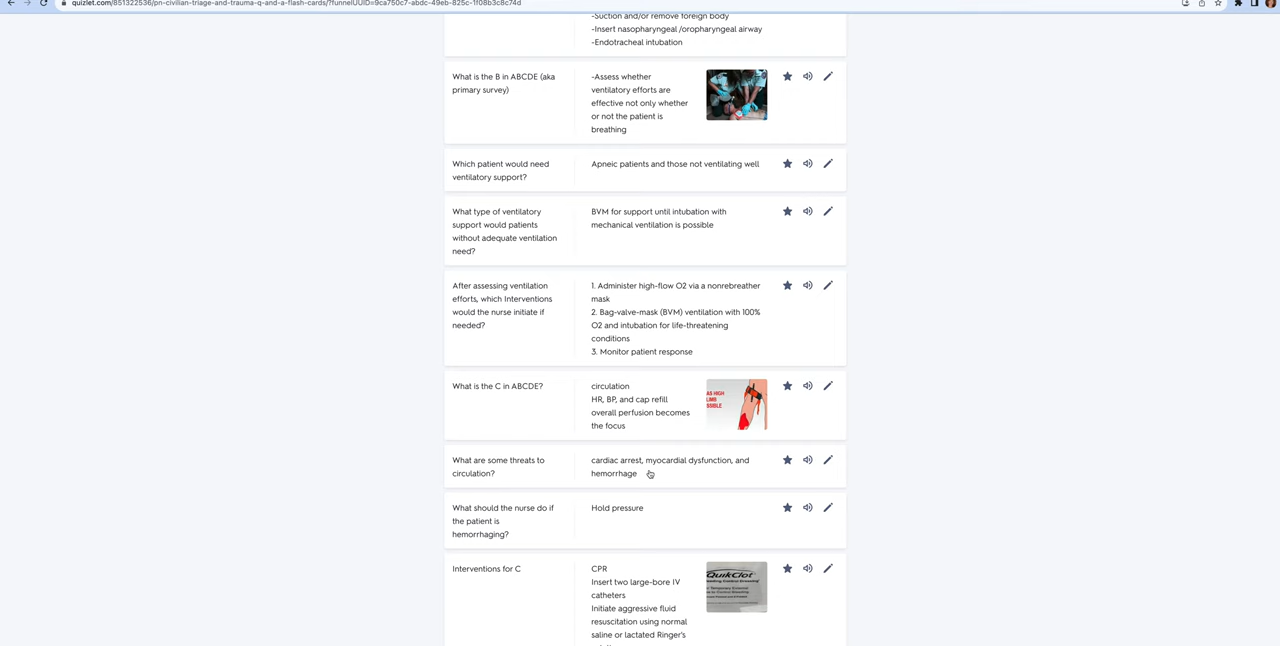 quizlet.com/851322536/pn-civilian-triage-and-trauma-q-and-a-flash-cards/?funnelUUID=9ca750c7-abdc-49eb-825c-1f08b3c8c74d
-Suction and/or remove foreign body
-Insert nasopharyngeal /oropharyngeal airway
-Endotracheal intubation
What is the B in ABCDE (aka
primary survey)
-Assess whether
ventilatory efforts are
effective not only whether
or not the patient is
breathing
Which patient would need
ventilatory support?
Apneic patients and those not ventilating well
What type of ventilatory
support would patients
without adequate ventilation
need?
BVM for support until intubation with
mechanical ventilation is possible
After assessing ventilation
efforts, which Interventions
would the nurse initiate if
needed?
1. Administer high-flow O2 via a nonrebreather
mask
2. Bag-valve-mask (BVM) ventilation with 100%
O2 and intubation for life-threatening
conditions
3. Monitor patient response
What is the C in ABCDE?
circulation
HR, BP, and cap refill
overall perfusion becomes
the focus
AS HIGH
LIMB
SSIBLE
What are some threats to
circulation?
cardiac arrest, myocardial dysfunction, and
hemorrhage
What should the nurse do if
the patient is
hemorrhaging?
Hold pressure
Interventions for C
CPR
Insert two large-bore IV
catheters
Initiate aggressive fluid
resuscitation using normal
saline or lactated Ringer's
QuikClot